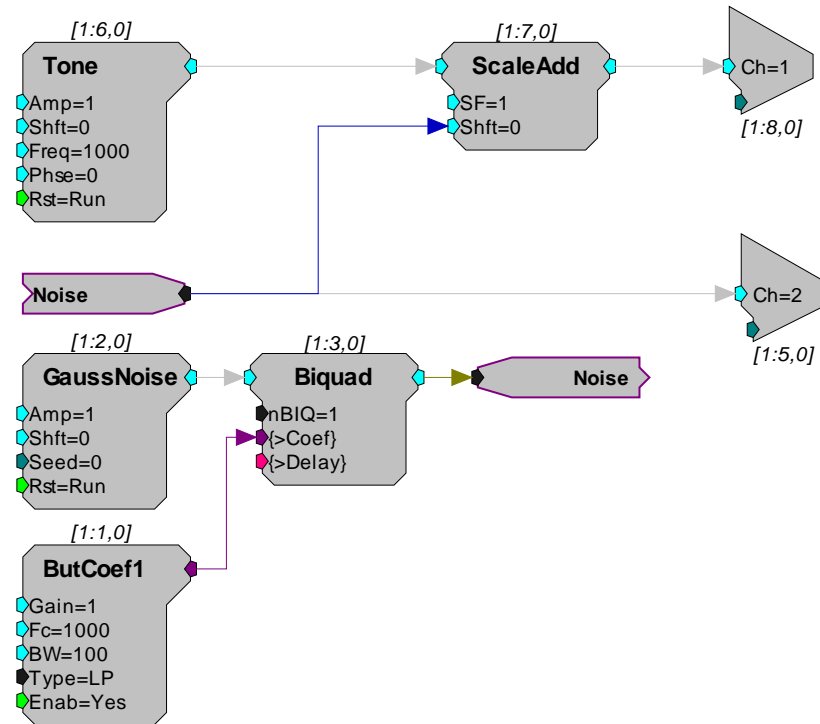 [1:6,0]
Tone
Amp=1
Shft=0
Freq=1000
Phse=0
Rst=Run
[1:7,0]
ScaleAdd
SF=1
Shft=0
Ch=1
[1:8,0]
Noise
Ch=2
[1:5,0]
[1:2,0]
GaussNoise
Amp=1
Shft=0
Seed=0
Rst=Run
[1:3,0]
Biquad
nBIQ=1
{>Coef}
{>Delay}
Noise
[1:1,0]
ButCoef1
Gain=1
Fc=1000
BW=100
Type=LP
Enab=Yes